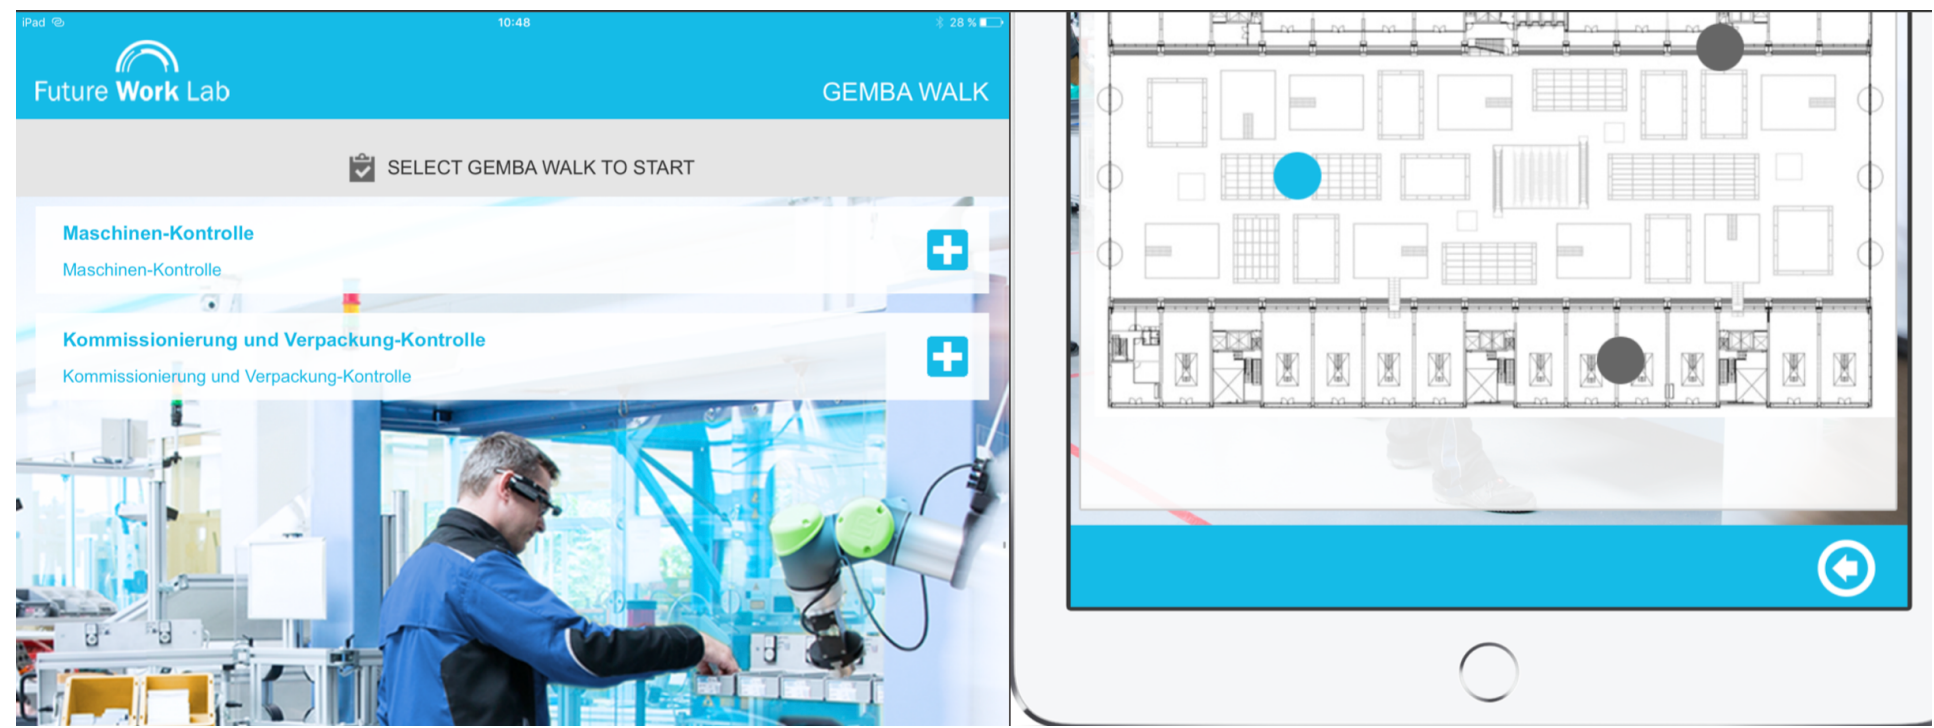 iPad
10:48
28 %
Future Work Lab
GEMBA WALK
SELECT GEMBA WALK TO START
Maschinen-Kontrolle
Maschinen-Kontrolle
Kommissionierung und Verpackung-Kontrolle
Kommissionierung und Verpackung-Kontrolle